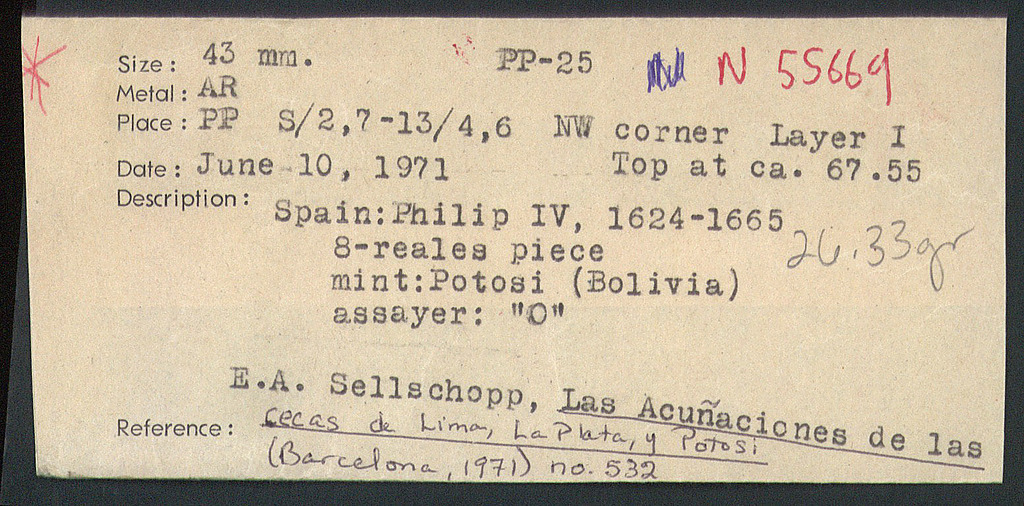 Size: 43 mm. PP-25 N 55669
Metal: AR
Place: PP S/2,7-13/4,6 NW corner Layer I
Date: June 10, 1971 Top at ca. 67.55
Description: Spain:Philip IV, 1624-1665
26.33gr
8-reales piece
mint:Potosi (Bolivia)
assayer: "O"
E.A. Sellschopp, Las Acuñaciones de las
Reference: cecas de Lima, La Plata, y Potosi
(Barcelona, 1971) no. 532